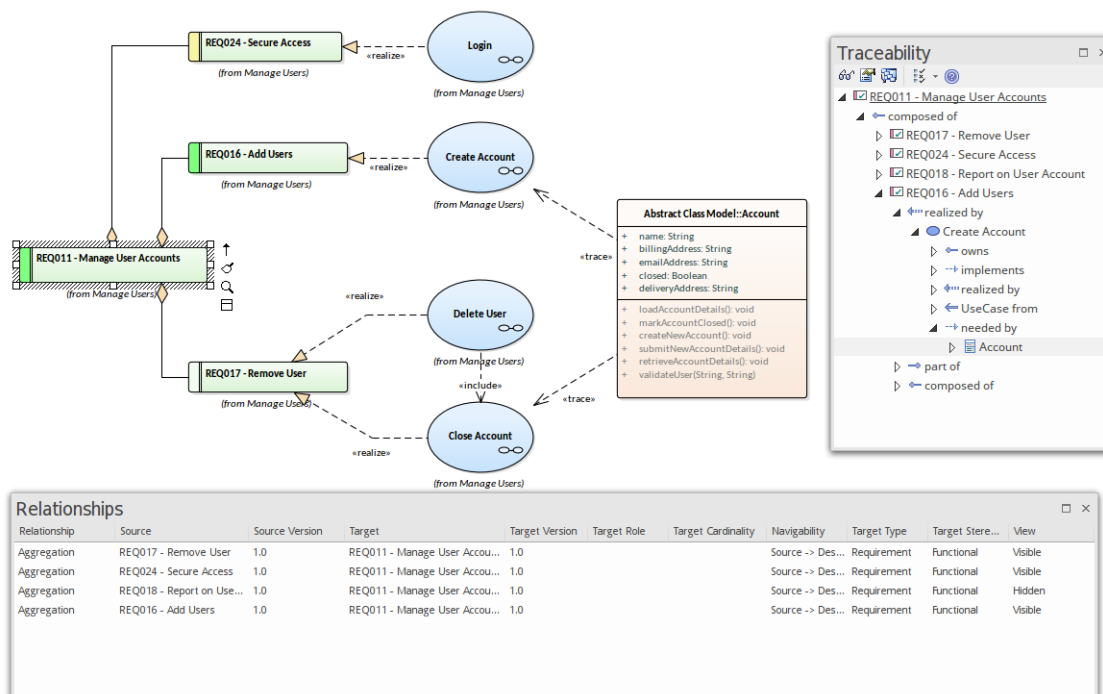 REQ024 - Secure Access
(from Manage Users)
«realize»
Login
(from Manage Users)
REQ016 - Add Users
(from Manage Users)
«realize»
Create Account
(from Manage Users)
REQ011 - Manage User Accounts
(from Manage Users)
«realize»
Delete User
(from Manage Users)
«include»
REQ017 - Remove User
(from Manage Users)
«realize»
Close Account
(from Manage Users)
«trace»
«trace»
Abstract Class Model::Account
+ name: String
+ billingAddress: String
+ emailAddress: String
+ closed: Boolean
+ deliveryAddress: String
+ loadAccountDetails(): void
+ markAccountClosed(): void
+ createNewAccount(): void
+ submitNewAccountDetails(): void
+ retrieveAccountDetails(): void
+ validateUser(String, String)
Traceability
REQ011 - Manage User Accounts
composed of
REQ017 - Remove User
REQ024 - Secure Access
REQ018 - Report on User Account
REQ016 - Add Users
realized by
Create Account
owns
implements
realized by
UseCase from
needed by
Account
part of
composed of
Relationships
Relationship Source Source Version Target Target Version Target Role Target Cardinality Navigability Target Type Target Stere... View
Aggregation REQ017 - Remove User 1.0 REQ011 - Manage User Accou... 1.0 Source -> Des... Requirement Functional Visible
Aggregation REQ024 - Secure Access 1.0 REQ011 - Manage User Accou... 1.0 Source -> Des... Requirement Functional Visible
Aggregation REQ018 - Report on Use... 1.0 REQ011 - Manage User Accou... 1.0 Source -> Des... Requirement Functional Hidden
Aggregation REQ016 - Add Users 1.0 REQ011 - Manage User Accou... 1.0 Source -> Des... Requirement Functional Visible